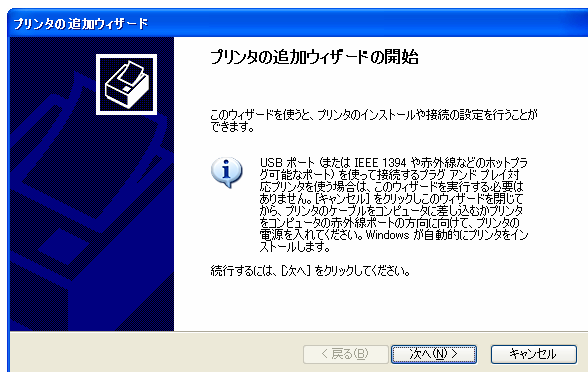 プリンタの追加ウィザード
プリンタの追加ウィザードの開始
このウィザードを使うと、プリンタのインストールや接続の設定を行うことが
できます。
USB ポート (または IEEE 1394 や赤外線などのホットプラ
グ可能なポート) を使って接続するプラグ アンド プレイ対
応プリンタを使う場合は、このウィザードを実行する必要は
ありません。[キャンセル] をクリックしこのウィザードを閉じて
から、プリンタのケーブルをコンピュータに差し込むかプリンタ
をコンピュータの赤外線ポートの方向に向けて、プリンタの
電源を入れてください。Windows が自動的にプリンタをイン
ストールします。
続行するには、[次へ] をクリックしてください。
< 戻る(B) 次へ(N) > キャンセル